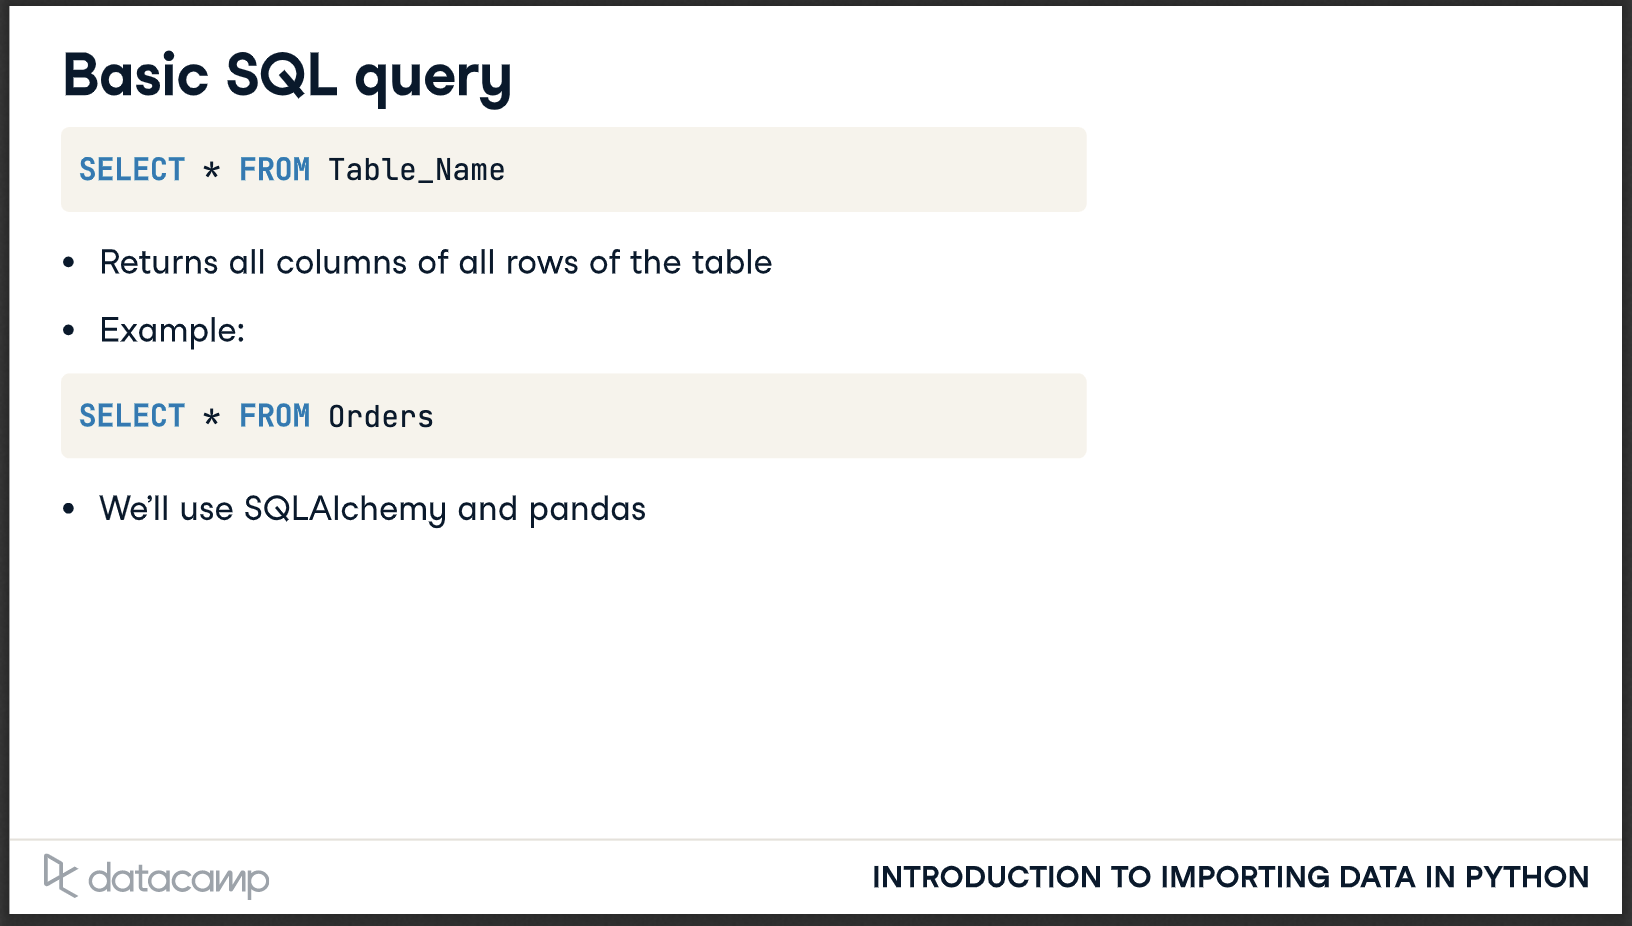 Basic SQL query
SELECT * FROM Table_Name
• Returns all columns of all rows of the table
• Example:
SELECT * FROM Orders
• We’ll use SQLAlchemy and pandas
datacamp
INTRODUCTION TO IMPORTING DATA IN PYTHON